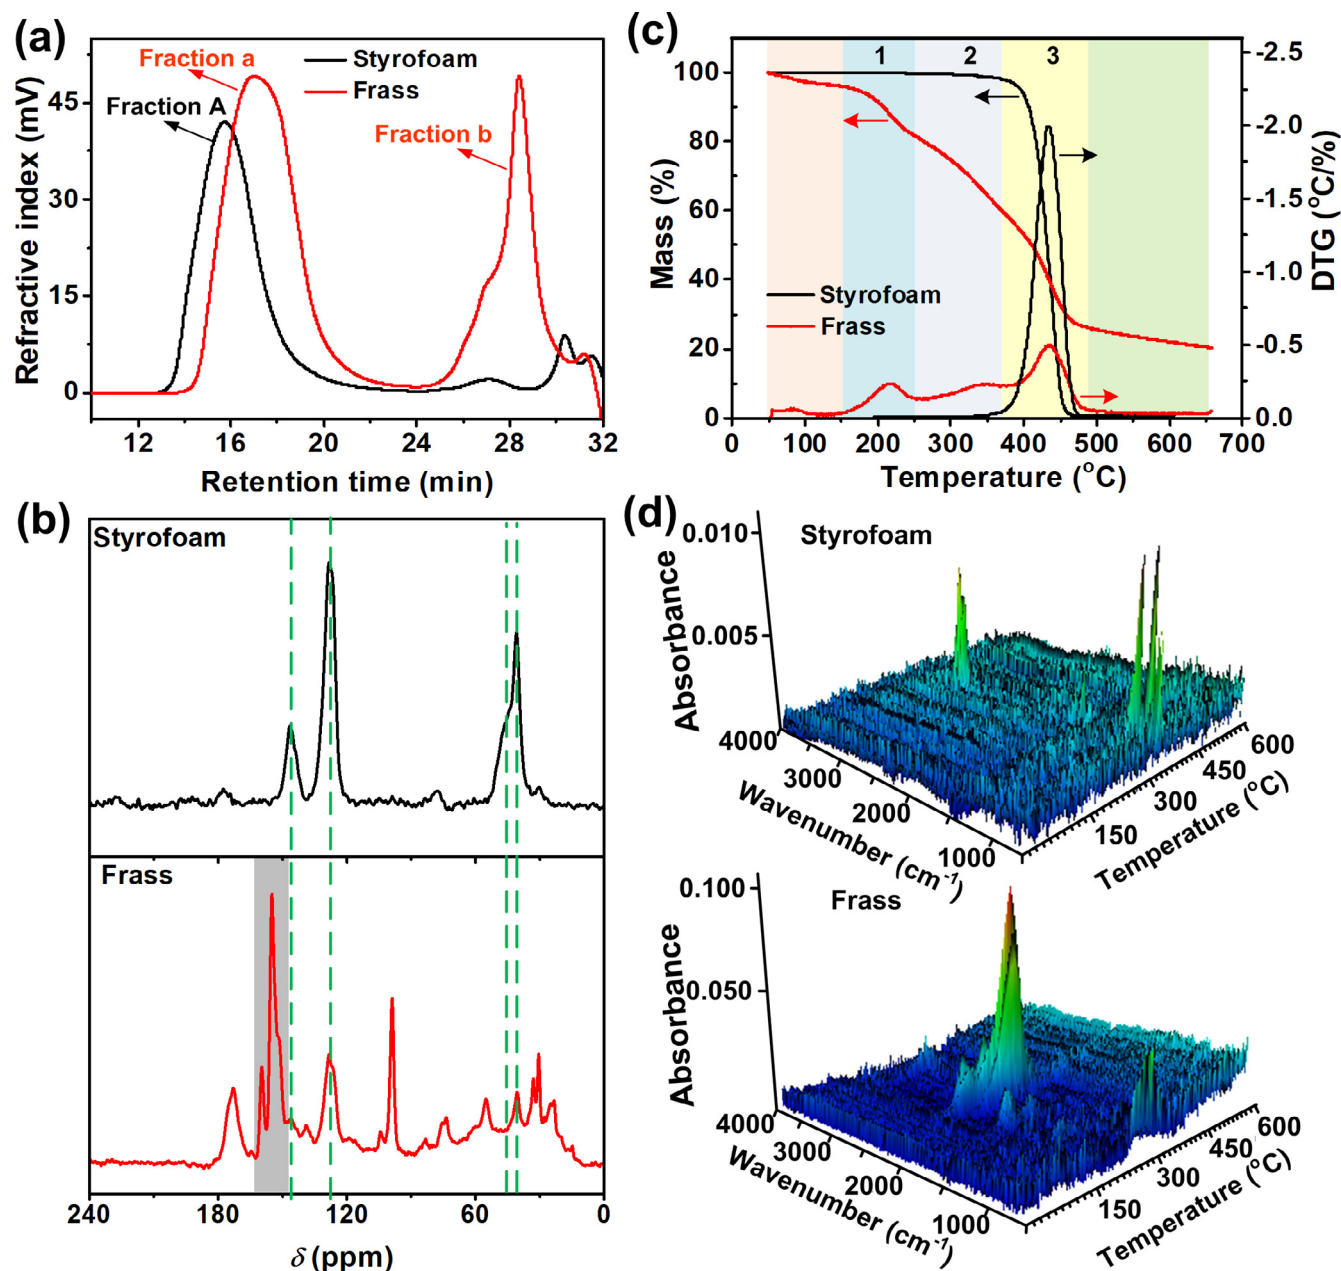 (a)
Fraction a
Fraction A
Fraction b
Styrofoam
Frass
Refractive index (mV)
45
30
15
0
12
16
20
24
28
32
Retention time (min)
(c)
1
2
3
Styrofoam
Frass
Mass (%)
100
80
60
40
20
0
-2.5
-2.0
-1.5
-1.0
-0.5
0.0
DTG (°C/%)
0
100
200
300
400
500
600
700
Temperature (°C)
(b)
Styrofoam
Frass
240
180
120
60
0
δ (ppm)
(d)
Styrofoam
Absorbance
0.010
0.005
4000
3000
2000
1000
Wavenumber (cm⁻¹)
150
300
450
600
Temperature (°C)
Frass
Absorbance
0.100
0.050
4000
3000
2000
1000
Wavenumber (cm⁻¹)
150
300
450
600
Temperature (°C)